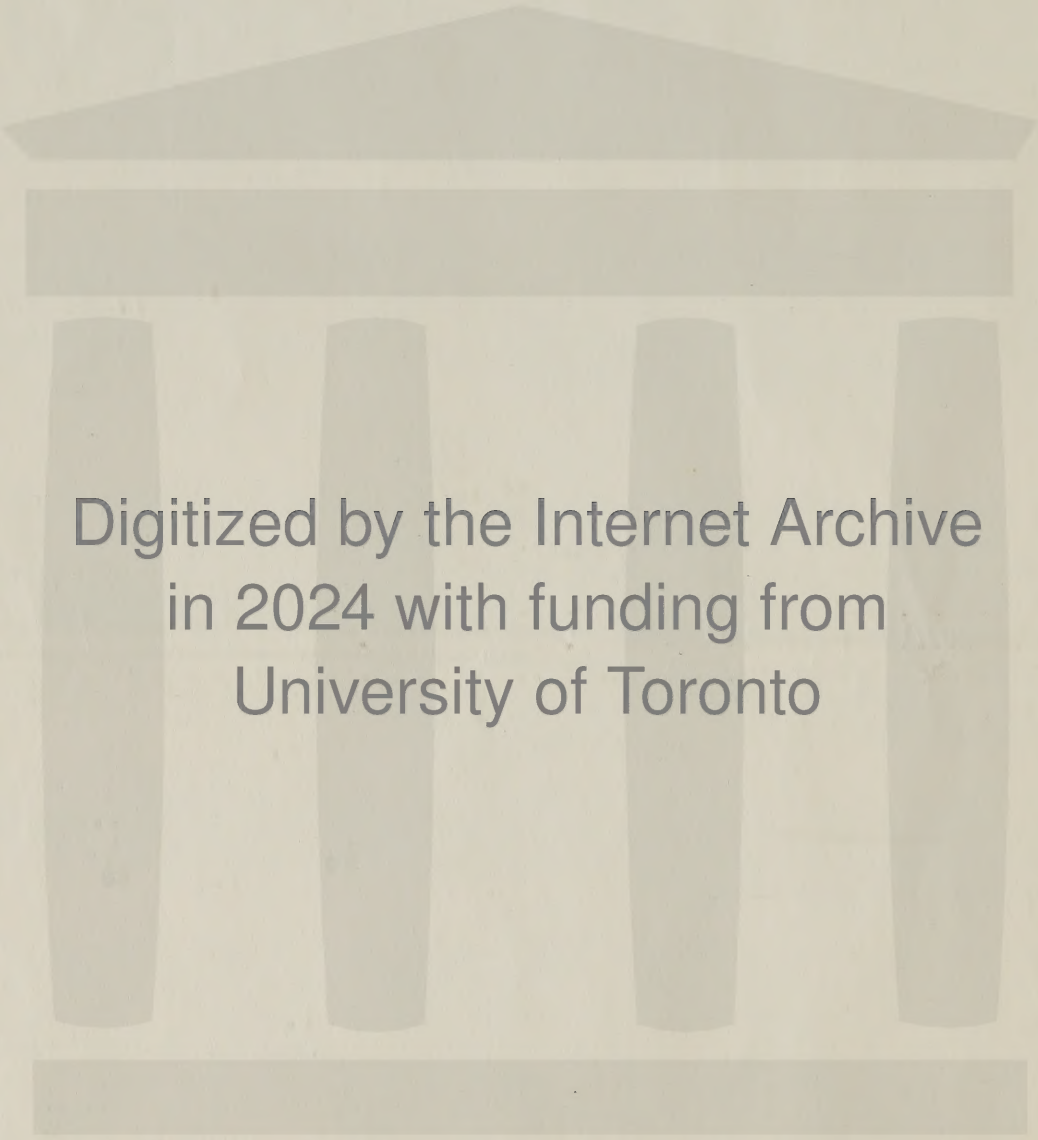 Digitized by the Internet Archive
in 2024 with funding from
University of Toronto